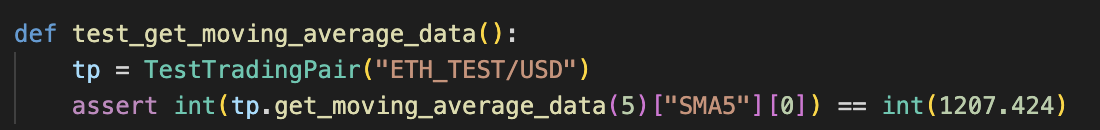 def test_get_moving_average_data():
    tp = TestTradingPair("ETH_TEST/USD")
    assert int(tp.get_moving_average_data(5)["SMA5"][0]) == int(1207.424)